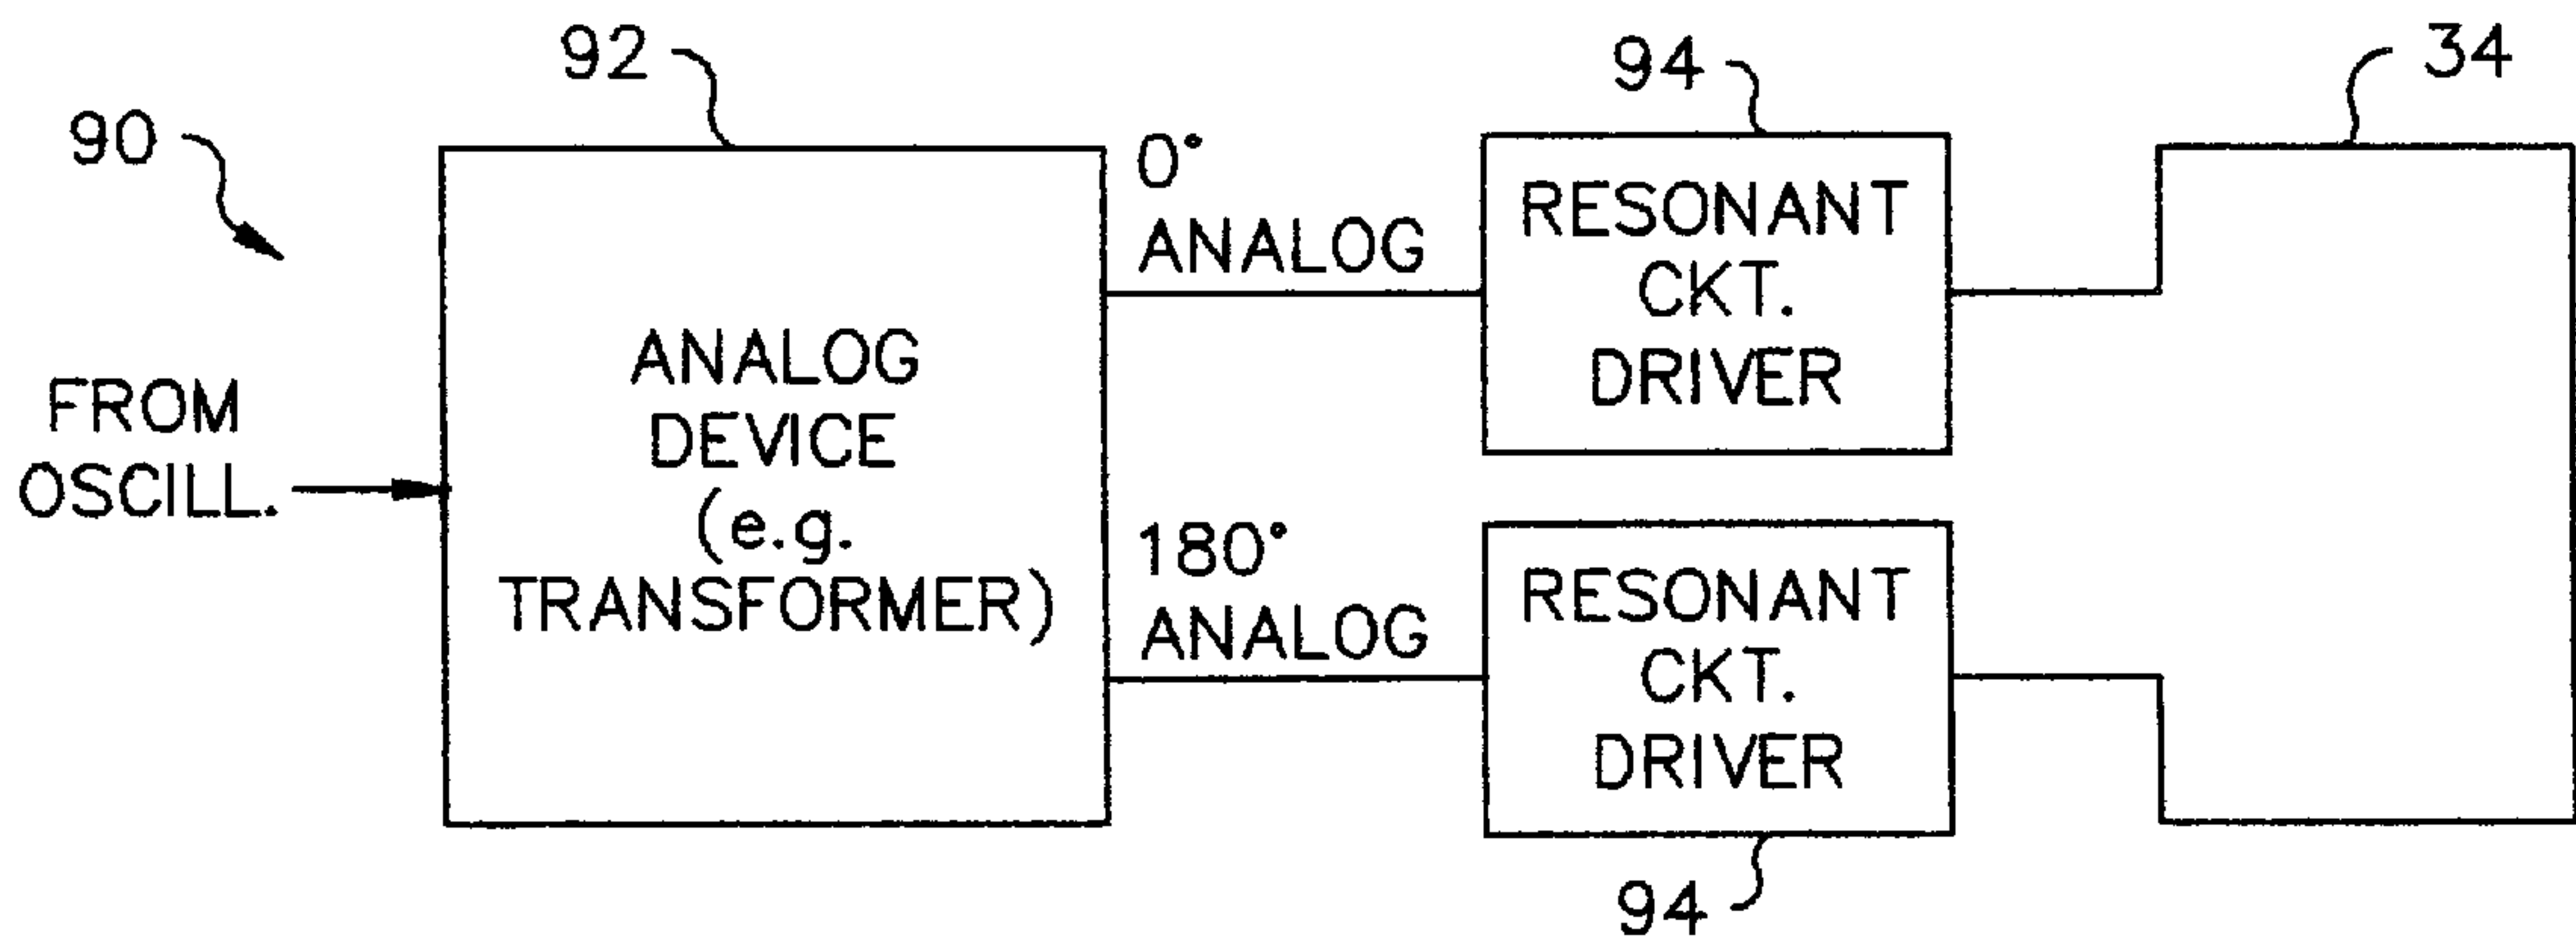 92
94
34
90
0°
ANALOG
RESONANT
CKT.
DRIVER
FROM
OSCILL.
ANALOG
DEVICE
(e.g.
TRANSFORMER)
180°
ANALOG
RESONANT
CKT.
DRIVER
94